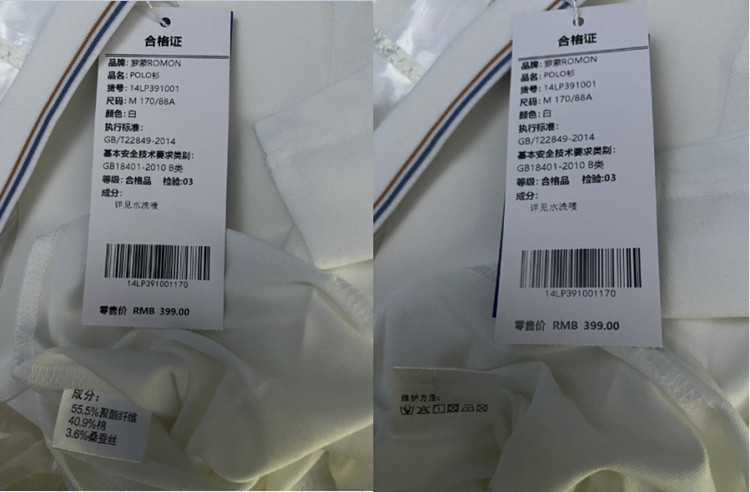 合格证
品牌: 罗蒙ROMON
品名: POLO衫
货号: 14LP391001
尺码: M 170/88A
颜色: 白
执行标准:
GB/T22849-2014
基本安全技术要求类别:
GB18401-2010 B类
等级: 合格品 检验:03
成分:
详见水洗唛
14LP391001170
零售价 RMB 399.00
成分:
55.5%聚酯纤维
40.9%棉
3.6%桑蚕丝
合格证
品牌: 罗蒙ROMON
品名: POLO衫
货号: 14LP391001
尺码: M 170/88A
颜色: 白
执行标准:
GB/T22849-2014
基本安全技术要求类别:
GB18401-2010 B类
等级: 合格品 检验:03
成分:
详见水洗唛
14LP391001170
零售价 RMB 399.00
维护方法: